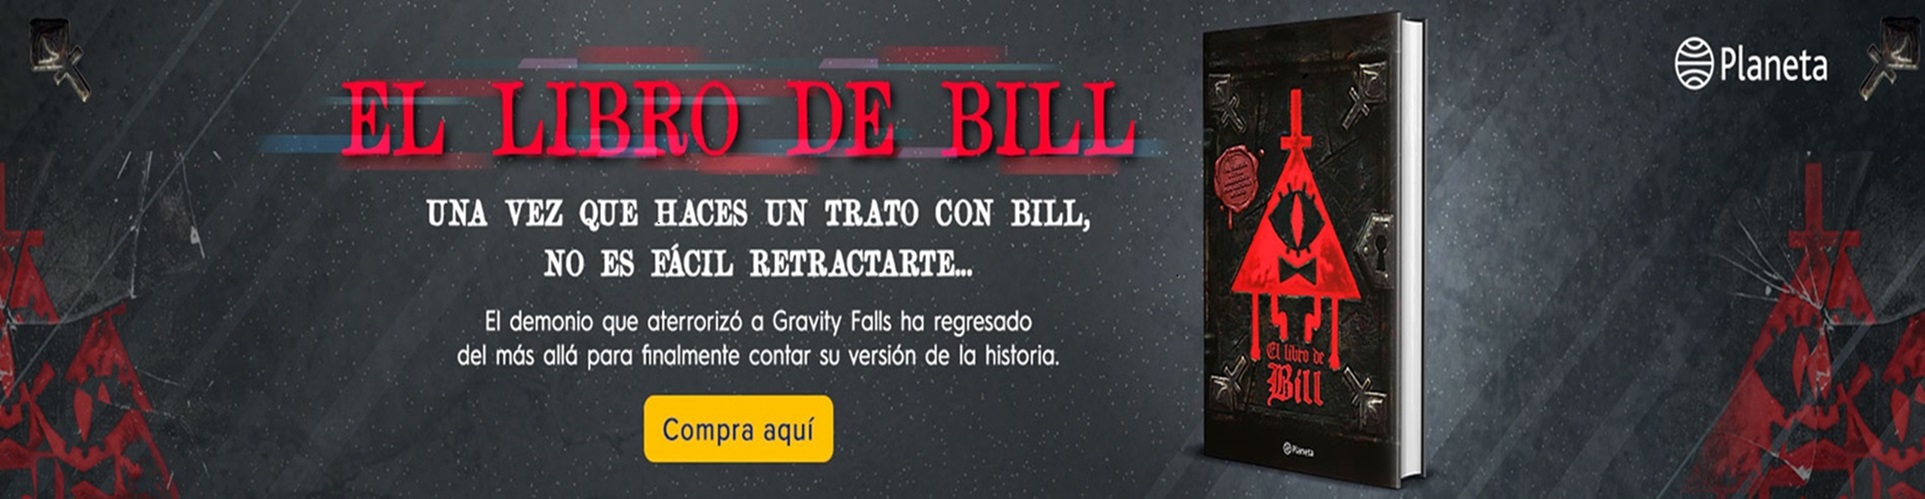 EL LIBRO DE BILL
UNA VEZ QUE HACES UN TRATO CON BILL,
NO ES FÁCIL RETRACTARTE...
El demonio que aterrorizó a Gravity Falls ha regresado
del más allá para finalmente contar su versión de la historia.
Compra aquí
El libro de
Bill
Planeta
Planeta